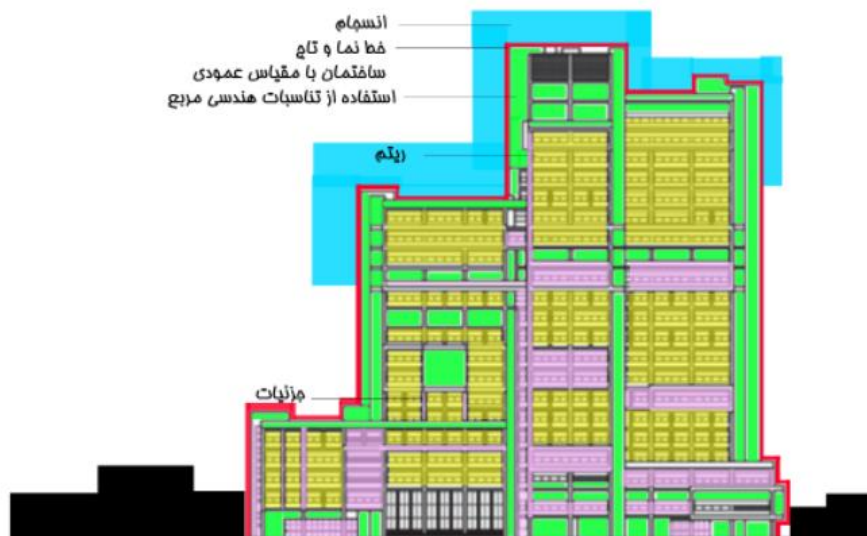 انسجام
خط نما و تاج
ساختمان با مقیاس عمودی
استفاده از تناسبات هندسی مربع
ریتم
جزئیات